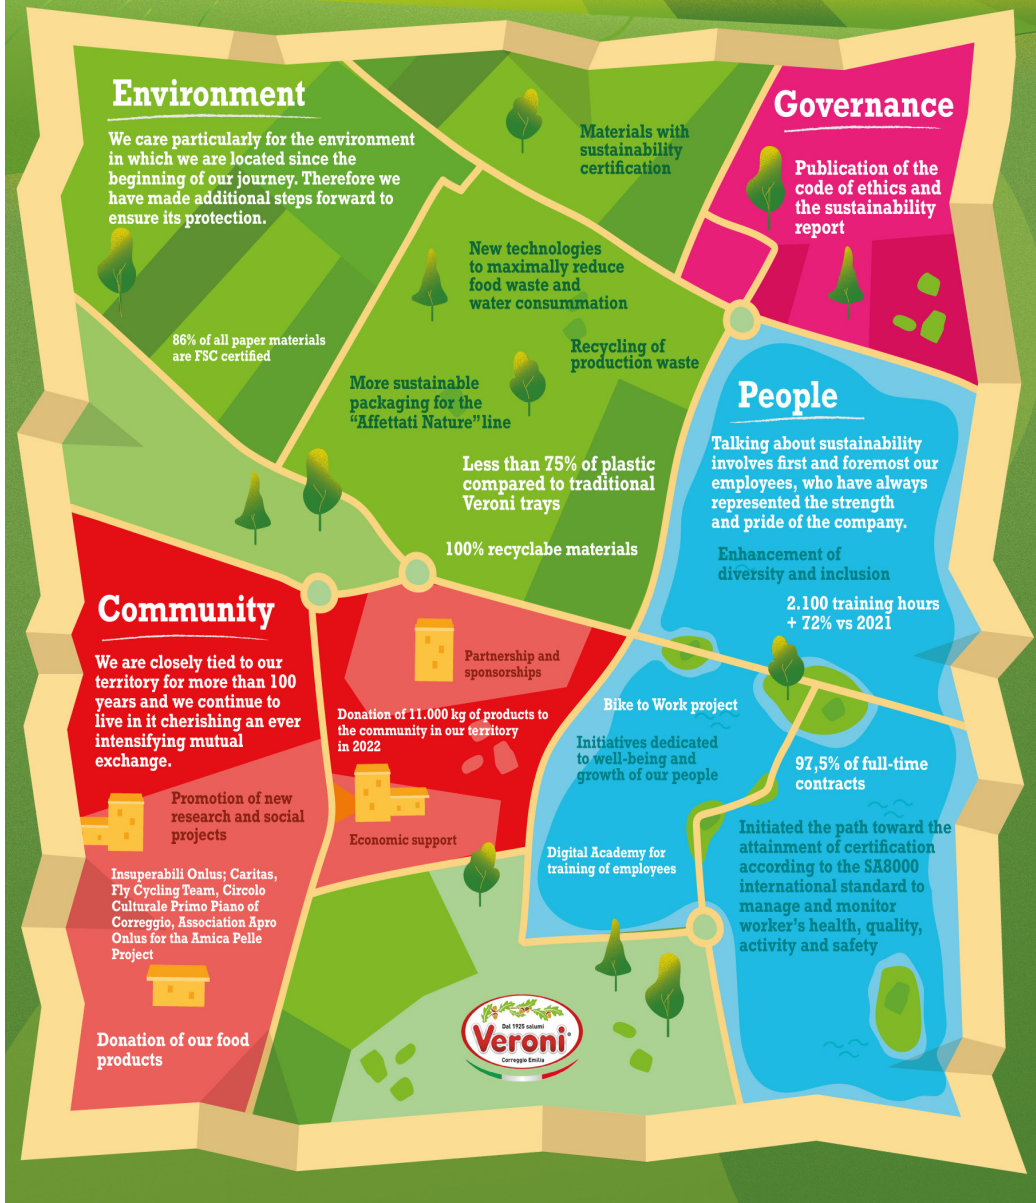 Environment
We care particularly for the environment
in which we are located since the
beginning of our journey. Therefore we
have made additional steps forward to
ensure its protection.
86% of all paper materials
are FSC certified
Materials with
sustainability
certification
New technologies
to maximally reduce
food waste and
water consummation
Recycling of
production waste
More sustainable
packaging for the
“Affettati Nature” line
Less than 75% of plastic
compared to traditional
Veroni trays
100% recyclabe materials
Governance
Publication of the
code of ethics and
the sustainability
report
People
Talking about sustainability
involves first and foremost our
employees, who have always
represented the strength
and pride of the company.
Enhancement of
diversity and inclusion
2.100 training hours
+ 72% vs 2021
Bike to Work project
Initiatives dedicated
to well-being and
growth of our people
97,5% of full-time
contracts
Digital Academy for
training of employees
Initiated the path toward the
attainment of certification
according to the SA8000
international standard to
manage and monitor
worker's health, quality,
activity and safety
Community
We are closely tied to our
territory for more than 100
years and we continue to
live in it cherishing an ever
intensifying mutual
exchange.
Partnership and
sponsorships
Donation of 11.000 kg of products to
the community in our territory
in 2022
Economic support
Promotion of new
research and social
projects
Insuperabili Onlus; Caritas,
Fly Cycling Team, Circolo
Culturale Primo Piano of
Correggio, Association Apro
Onlus for tha Amica Pelle
Project
Donation of our food
products
Dal 1925 salumi
Veroni
Correggio Emilia